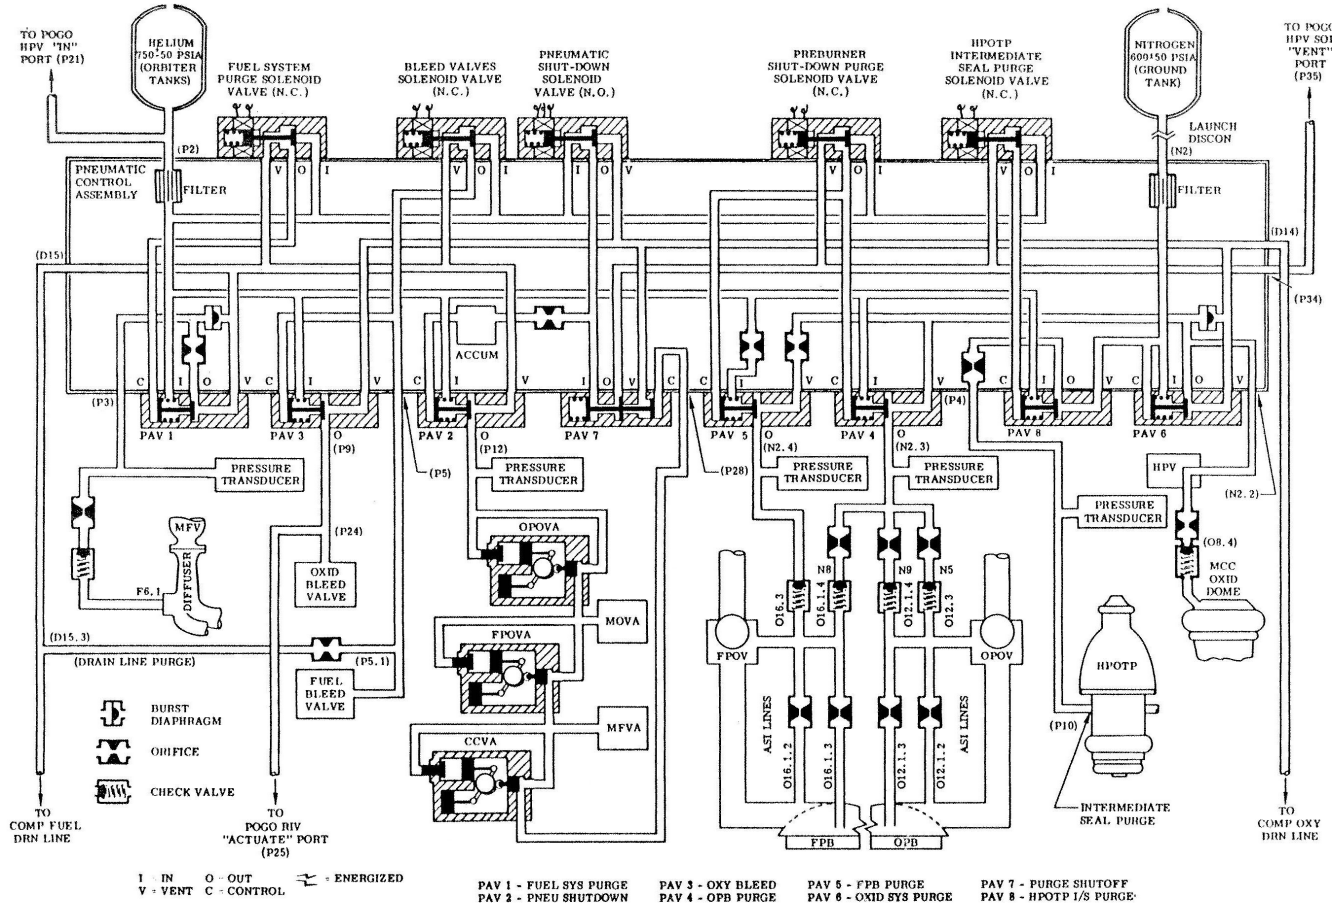 TO POGO
HPV "IN"
PORT (P21)
HELIUM
750-50 PSIA
(ORBITER
TANKS)
FUEL SYSTEM
PURGE SOLENOID
VALVE (N.C.)
BLEED VALVES
SOLENOID VALVE
(N.C.)
PNEUMATIC
SHUT-DOWN
SOLENOID
VALVE (N.O.)
PREBURNER
SHUT-DOWN PURGE
SOLENOID VALVE
(N.C.)
HPOTP
INTERMEDIATE
SEAL PURGE
SOLENOID VALVE
(N.C.)
NITROGEN
600±50 PSIA
(GROUND
TANK)
TO POGO
HPV SOL
"VENT"
PORT
(P35)
(P2)
LAUNCH
DISCON
(N2)
PNEUMATIC
CONTROL
ASSEMBLY
FILTER
FILTER
V O I
V O I
I O V
V O I
V O I
(D15)
(D14)
(P34)
ACCUM
C I O V
C I V
C I V
I O V C
C I V
C I V
C I O V
C I O V
(P3)
(P4)
PAV 1
PAV 3
PAV 2
PAV 7
PAV 5
PAV 4
PAV 8
PAV 6
O
O
O
O
(P9)
(P5)
(P12)
(P28)
(N2.4)
(N2.3)
(N2.2)
PRESSURE
TRANSDUCER
PRESSURE
TRANSDUCER
PRESSURE
TRANSDUCER
PRESSURE
TRANSDUCER
PRESSURE
TRANSDUCER
HPV
MFV
DIFFUSER
F6.1
(P24)
OXID
BLEED
VALVE
OPOVA
MOVA
FPOVA
MFVA
CCVA
N8
N9
N5
O16.3
O16.1.4
O12.1.4
O12.3
(O8.4)
MCC
OXID
DOME
FPOV
OPOV
HPOTP
(D15.3)
(DRAIN LINE PURGE)
(P5.1)
FUEL
BLEED
VALVE
ASI LINES
O16.1.2
O16.1.3
O12.1.3
O12.1.2
ASI LINES
(P10)
INTERMEDIATE
SEAL PURGE
BURST
DIAPHRAGM
ORIFICE
CHECK VALVE
FPB
OPB
TO
COMP FUEL
DRN LINE
TO
POGO RIV
"ACTUATE" PORT
(P25)
TO
COMP OXY
DRN LINE
I IN O - OUT - ENERGIZED
V - VENT C - CONTROL
PAV 1 - FUEL SYS PURGE PAV 3 - OXY BLEED PAV 5 - FPB PURGE PAV 7 - PURGE SHUTOFF
PAV 2 - PNEU SHUTDOWN PAV 4 - OPB PURGE PAV 6 - OXID SYS PURGE PAV 8 - HPOTP I/S PURGE